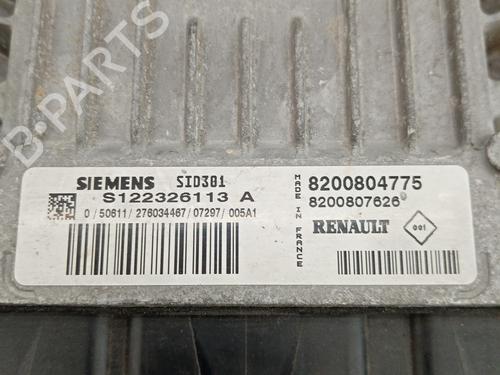 B-PARTS
SIEMENS SID301
S122326113 A
0/50611/276034467/07297/005A1
MADE IN FRANCE
8200804775
8200807626
RENAULT
001